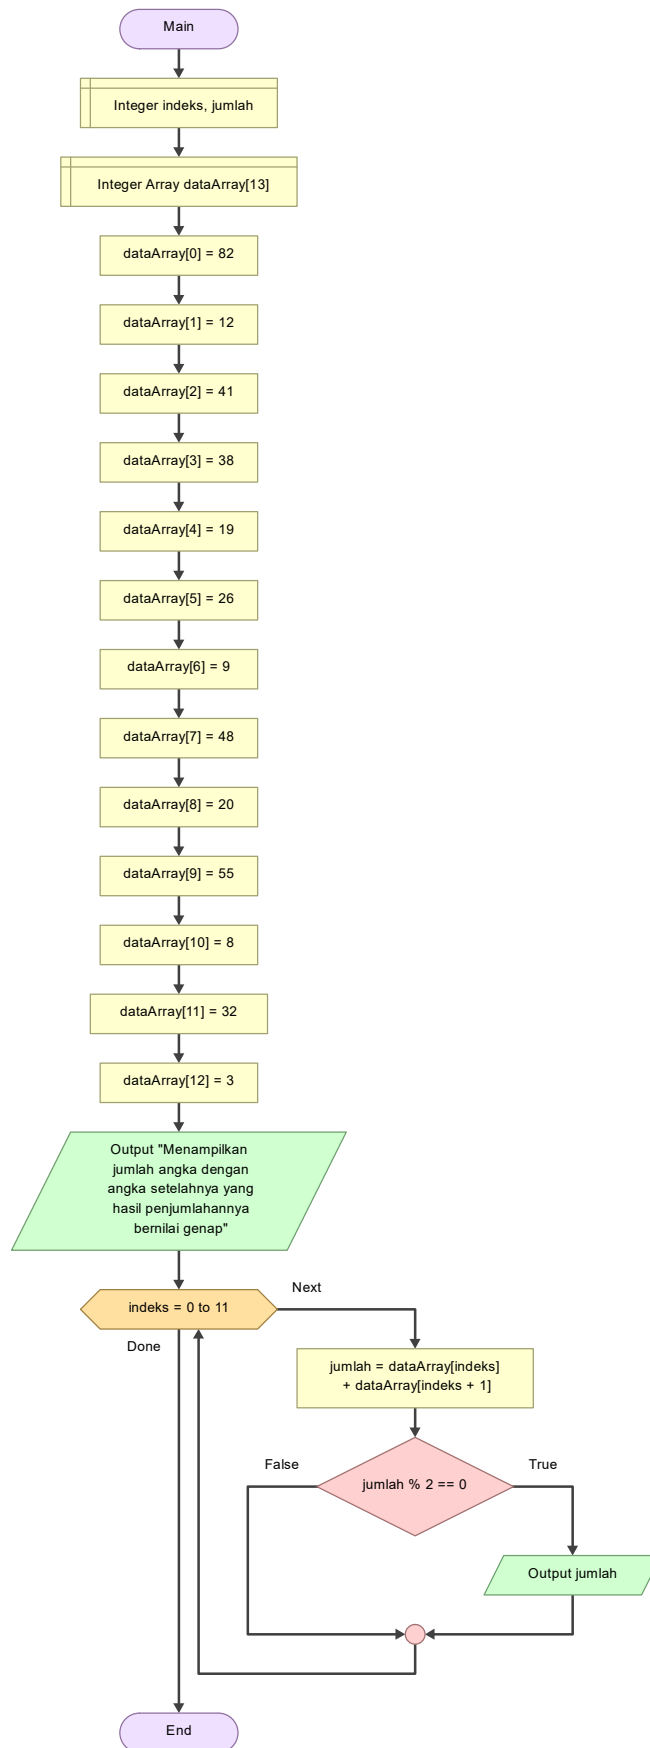 Main
Integer indeks, jumlah
Integer Array dataArray[13]
dataArray[0] = 82
dataArray[1] = 12
dataArray[2] = 41
dataArray[3] = 38
dataArray[4] = 19
dataArray[5] = 26
dataArray[6] = 9
dataArray[7] = 48
dataArray[8] = 20
dataArray[9] = 55
dataArray[10] = 8
dataArray[11] = 32
dataArray[12] = 3
Output "Menampilkan
jumlah angka dengan
angka setelahnya yang
hasil penjumlahannya
bernilai genap"
indeks = 0 to 11
Next
Done
jumlah = dataArray[indeks]
+ dataArray[indeks + 1]
False
jumlah % 2 == 0
True
Output jumlah
End